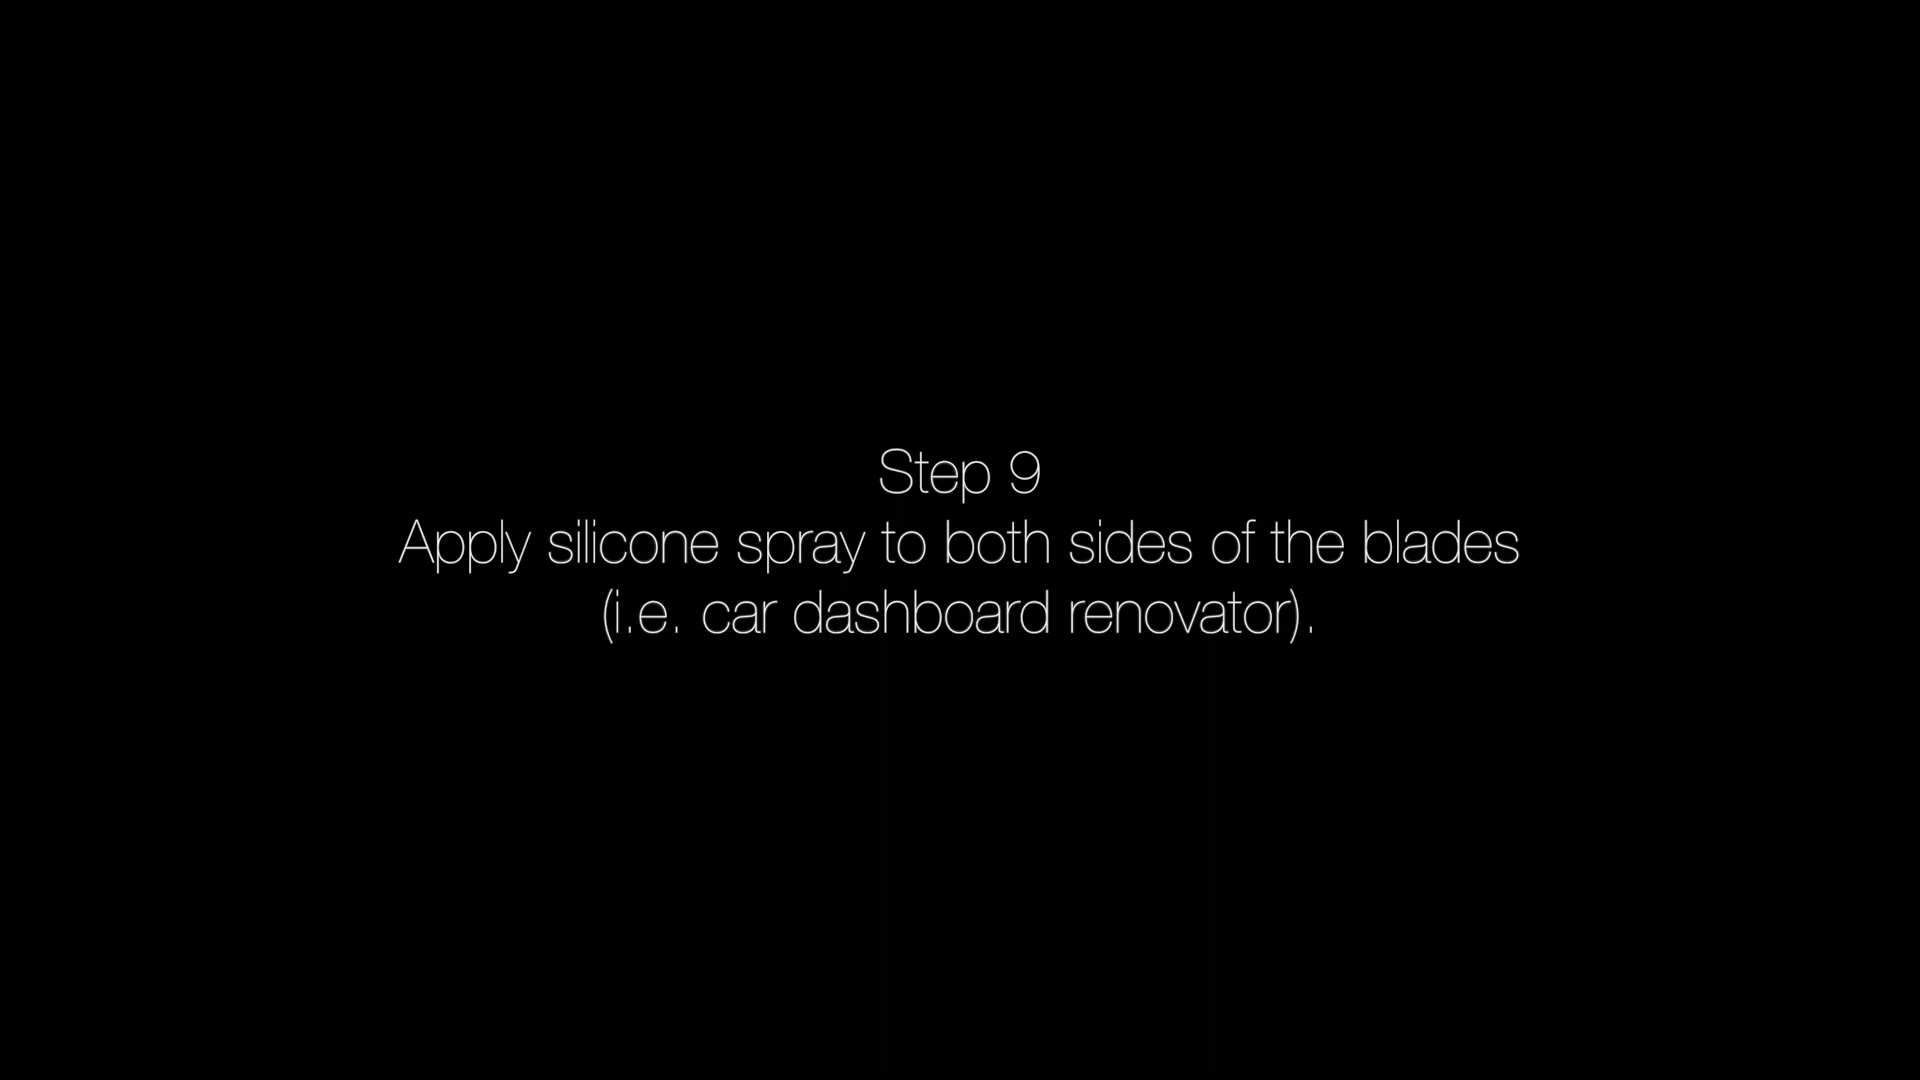 Step 9
Apply silicone spray to both sides of the blades
(i.e. car dashboard renovator).